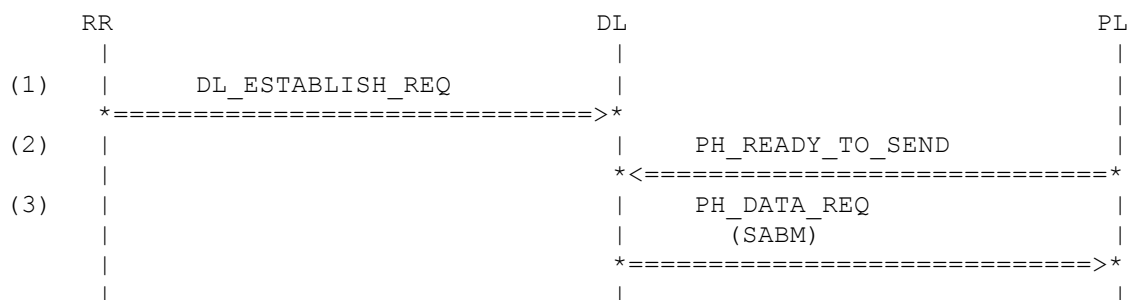 RR DL PL
(1) DL_ESTABLISH_REQ
(2) PH_READY_TO_SEND
(3) PH_DATA_REQ
(SABM)